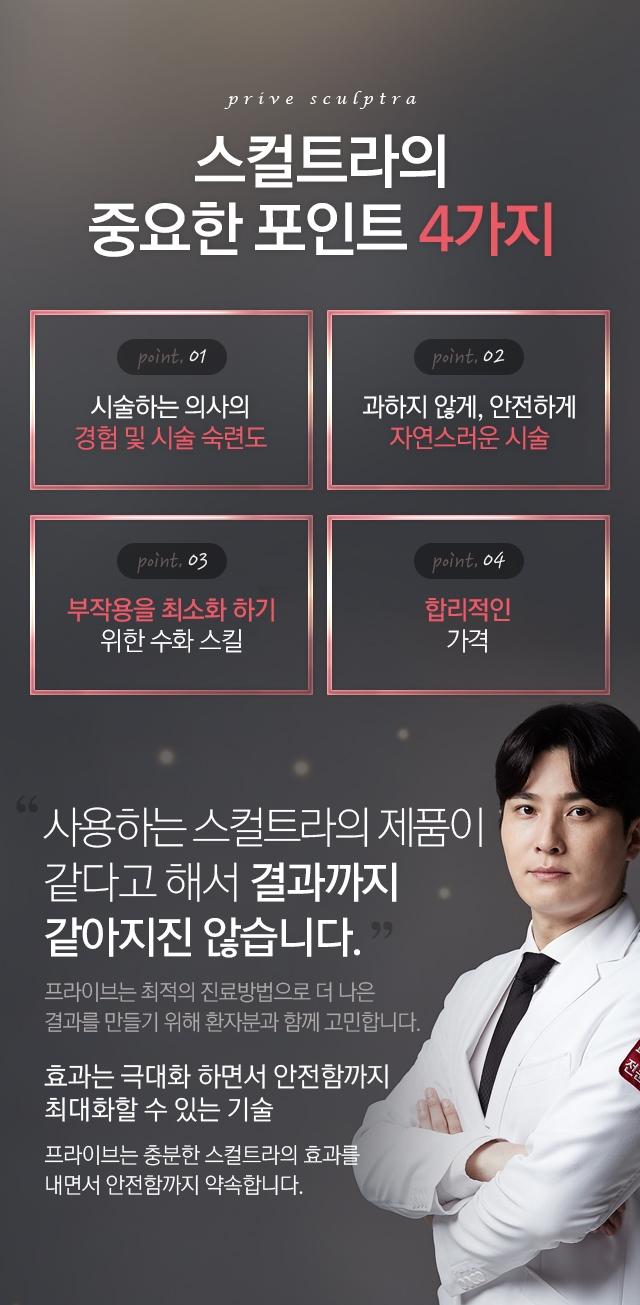 prive sculptra
스컬트라의
중요한 포인트 4가지
point. 01
시술하는 의사의
경험 및 시술 숙련도
point. 02
과하지 않게, 안전하게
자연스러운 시술
point. 03
부작용을 최소화 하기
위한 수화 스킬
point. 04
합리적인
가격
“ 사용하는 스컬트라의 제품이
같다고 해서 결과까지
같아지진 않습니다. ”
프라이브는 최적의 진료방법으로 더 나은
결과를 만들기 위해 환자분과 함께 고민합니다.
효과는 극대화 하면서 안전함까지
최대화할 수 있는 기술
프라이브는 충분한 스컬트라의 효과를
내면서 안전함까지 약속합니다.